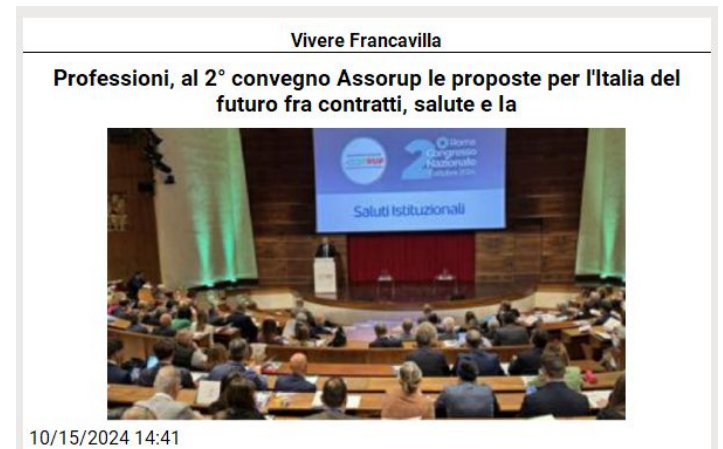 Vivere Francavilla
Professioni, al 2° convegno Assorup le proposte per l'Italia del
futuro fra contratti, salute e la
2°
Roma
Congresso
Nazionale
Saluti Istituzionali
10/15/2024 14:41